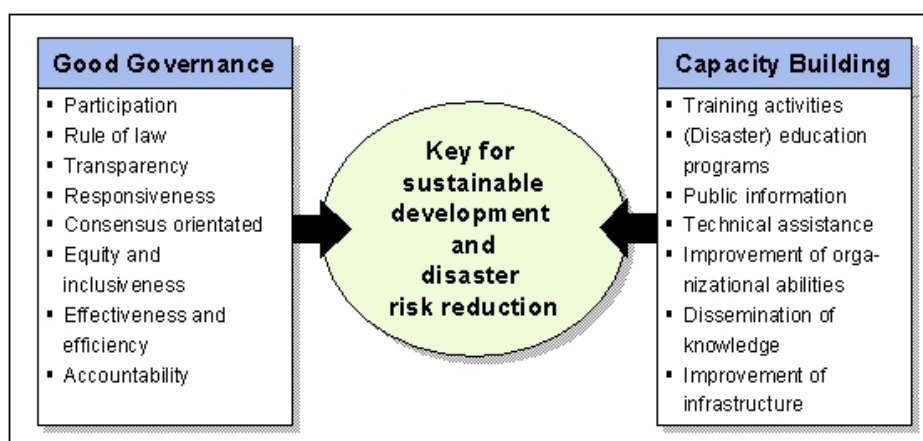 Good Governance
▪ Participation
▪ Rule of law
▪ Transparency
▪ Responsiveness
▪ Consensus orientated
▪ Equity and
inclusiveness
▪ Effectiveness and
efficiency
▪ Accountability
Key for
sustainable
development
and
disaster
risk reduction
Capacity Building
▪ Training activities
▪ (Disaster) education
programs
▪ Public information
▪ Technical assistance
▪ Improvement of orga-
nizational abilities
▪ Dissemination of
knowledge
▪ Improvement of
infrastructure